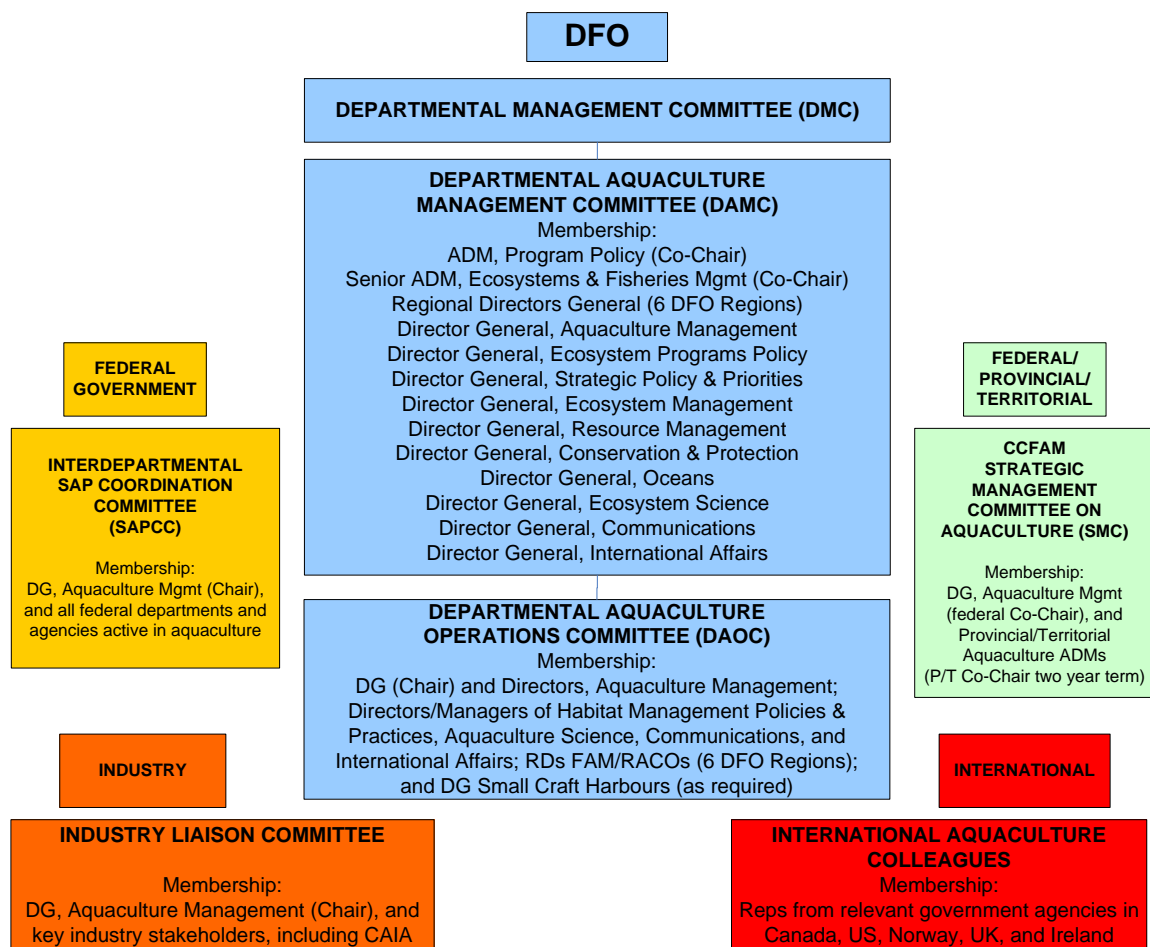 DFO
DEPARTMENTAL MANAGEMENT COMMITTEE (DMC)
DEPARTMENTAL AQUACULTURE
MANAGEMENT COMMITTEE (DAMC)
Membership:
ADM, Program Policy (Co-Chair)
Senior ADM, Ecosystems & Fisheries Mgmt (Co-Chair)
Regional Directors General (6 DFO Regions)
Director General, Aquaculture Management
Director General, Ecosystem Programs Policy
Director General, Strategic Policy & Priorities
Director General, Ecosystem Management
Director General, Resource Management
Director General, Conservation & Protection
Director General, Oceans
Director General, Ecosystem Science
Director General, Communications
Director General, International Affairs
FEDERAL
GOVERNMENT
INTERDEPARTMENTAL
SAP COORDINATION
COMMITTEE
(SAPCC)
Membership:
DG, Aquaculture Mgmt (Chair),
and all federal departments and
agencies active in aquaculture
FEDERAL/
PROVINCIAL/
TERRITORIAL
CCFAM
STRATEGIC
MANAGEMENT
COMMITTEE ON
AQUACULTURE (SMC)
Membership:
DG, Aquaculture Mgmt
(federal Co-Chair), and
Provincial/Territorial
Aquaculture ADMs
(P/T Co-Chair two year term)
DEPARTMENTAL AQUACULTURE
OPERATIONS COMMITTEE (DAOC)
Membership:
DG (Chair) and Directors, Aquaculture Management;
Directors/Managers of Habitat Management Policies &
Practices, Aquaculture Science, Communications, and
International Affairs; RDs FAM/RACOs (6 DFO Regions);
and DG Small Craft Harbours (as required)
INDUSTRY
INDUSTRY LIAISON COMMITTEE
Membership:
DG, Aquaculture Management (Chair), and
key industry stakeholders, including CAIA
INTERNATIONAL
INTERNATIONAL AQUACULTURE
COLLEAGUES
Membership:
Reps from relevant government agencies in
Canada, US, Norway, UK, and Ireland